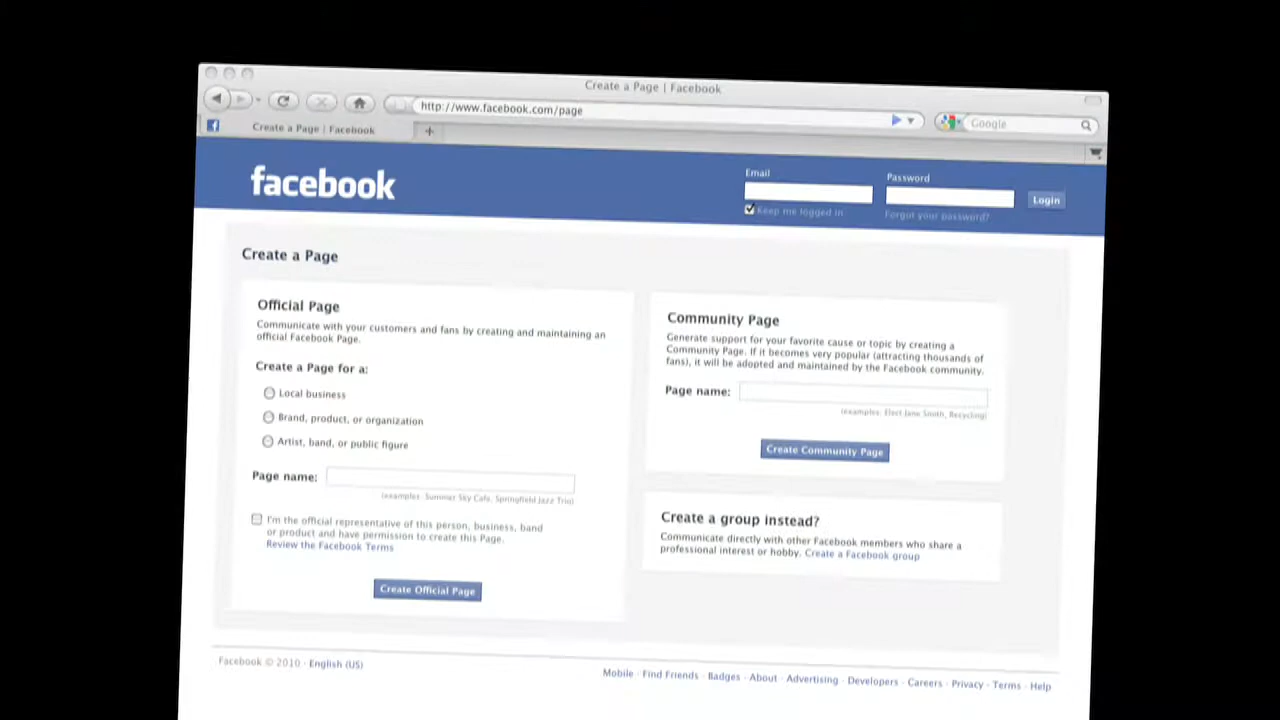 Create a Page | Facebook
http://www.facebook.com/page
Google
Create a Page | Facebook
+
facebook
Email
Password
Login
Keep me logged in
Forgot your password?
Create a Page
Official Page
Communicate with your customers and fans by creating and maintaining an
official Facebook Page.
Create a Page for a:
Local business
Brand, product, or organization
Artist, band, or public figure
Page name:
(examples: Summer Sky Cafe, Springfield Jazz Trio)
I'm the official representative of this person, business, band
or product and have permission to create this Page.
Review the Facebook Terms
Create Official Page
Community Page
Generate support for your favorite cause or topic by creating a
Community Page. If it becomes very popular (attracting thousands of
fans), it will be adopted and maintained by the Facebook community.
Page name:
(examples: Elect Jane Smith, Recycling)
Create Community Page
Create a group instead?
Communicate directly with other Facebook members who share a
professional interest or hobby. Create a Facebook group
Facebook © 2010 · English (US)
Mobile · Find Friends · Badges · About · Advertising · Developers · Careers · Privacy · Terms · Help